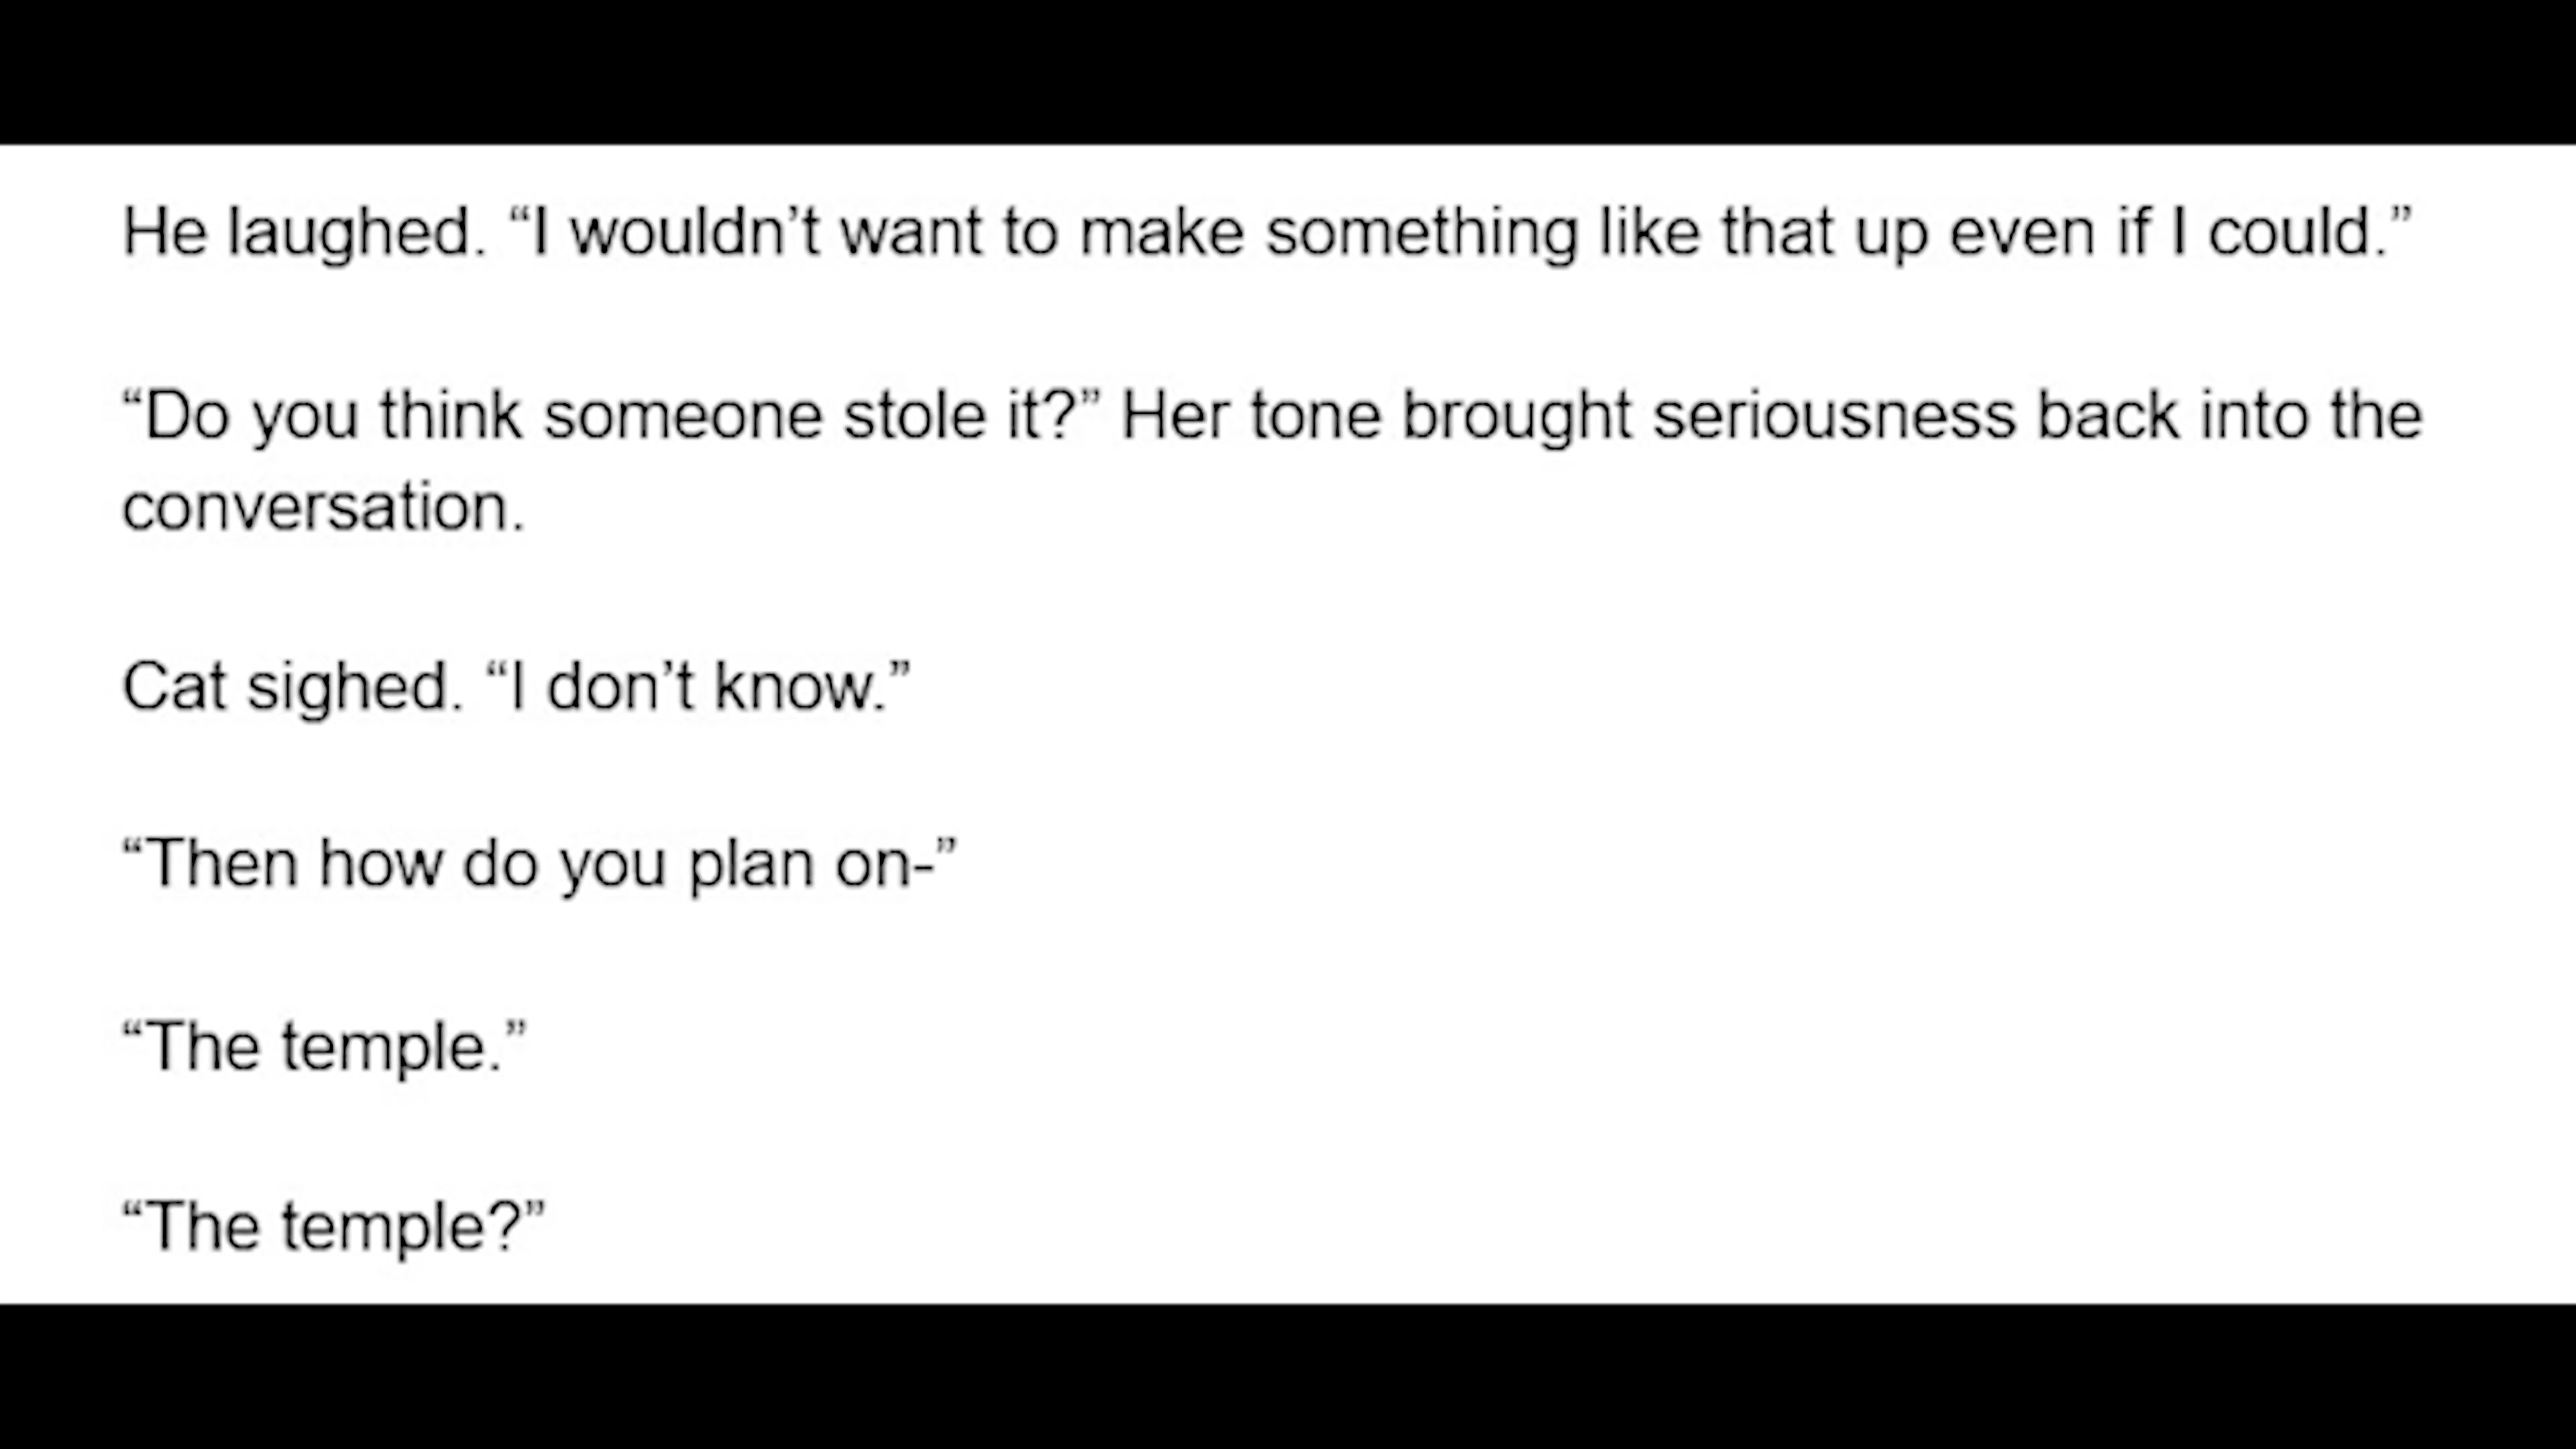 He laughed. “I wouldn’t want to make something like that up even if I could.”
“Do you think someone stole it?” Her tone brought seriousness back into the
conversation.
Cat sighed. “I don’t know.”
“Then how do you plan on-”
“The temple.”
“The temple?”